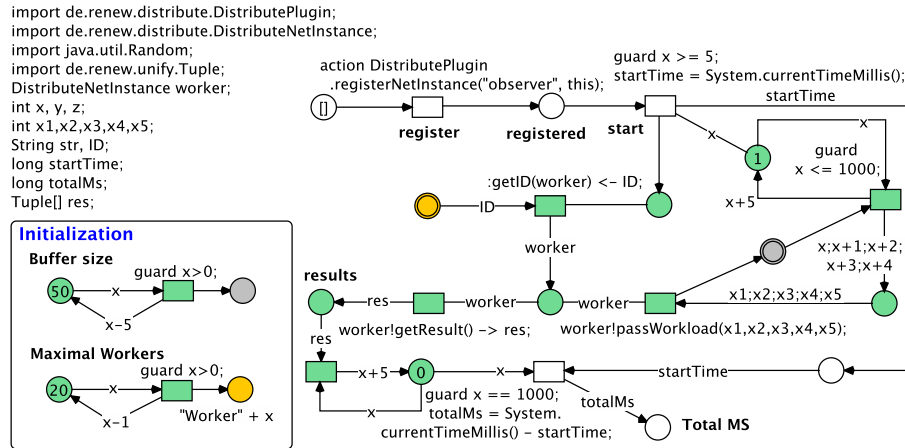 import de.renew.distribute.DistributePlugin;
import de.renew.distribute.DistributeNetInstance;
import java.util.Random;
import de.renew.unify.Tuple;
DistributeNetInstance worker;
int x, y, z;
int x1,x2,x3,x4,x5;
String str, ID;
long startTime;
long totalMs;
Tuple[] res;
action DistributePlugin
.registerNetInstance("observer", this);
guard x >= 5;
startTime = System.currentTimeMillis();
startTime
[]
register
registered
start
x
x
1
guard
x <= 1000;
x+5
:getID(worker) <- ID;
ID
worker
x;x+1;x+2;
x+3;x+4
Initialization
Buffer size
guard x>0;
50
x
x-5
Maximal Workers
guard x>0;
20
x
x-1
"Worker" + x
results
res
worker
worker
x1;x2;x3;x4;x5
worker!getResult() -> res;
worker!passWorkload(x1,x2,x3,x4,x5);
res
x+5
0
x
startTime
x
guard x == 1000;
totalMs = System.
currentTimeMillis() - startTime;
totalMs
Total MS